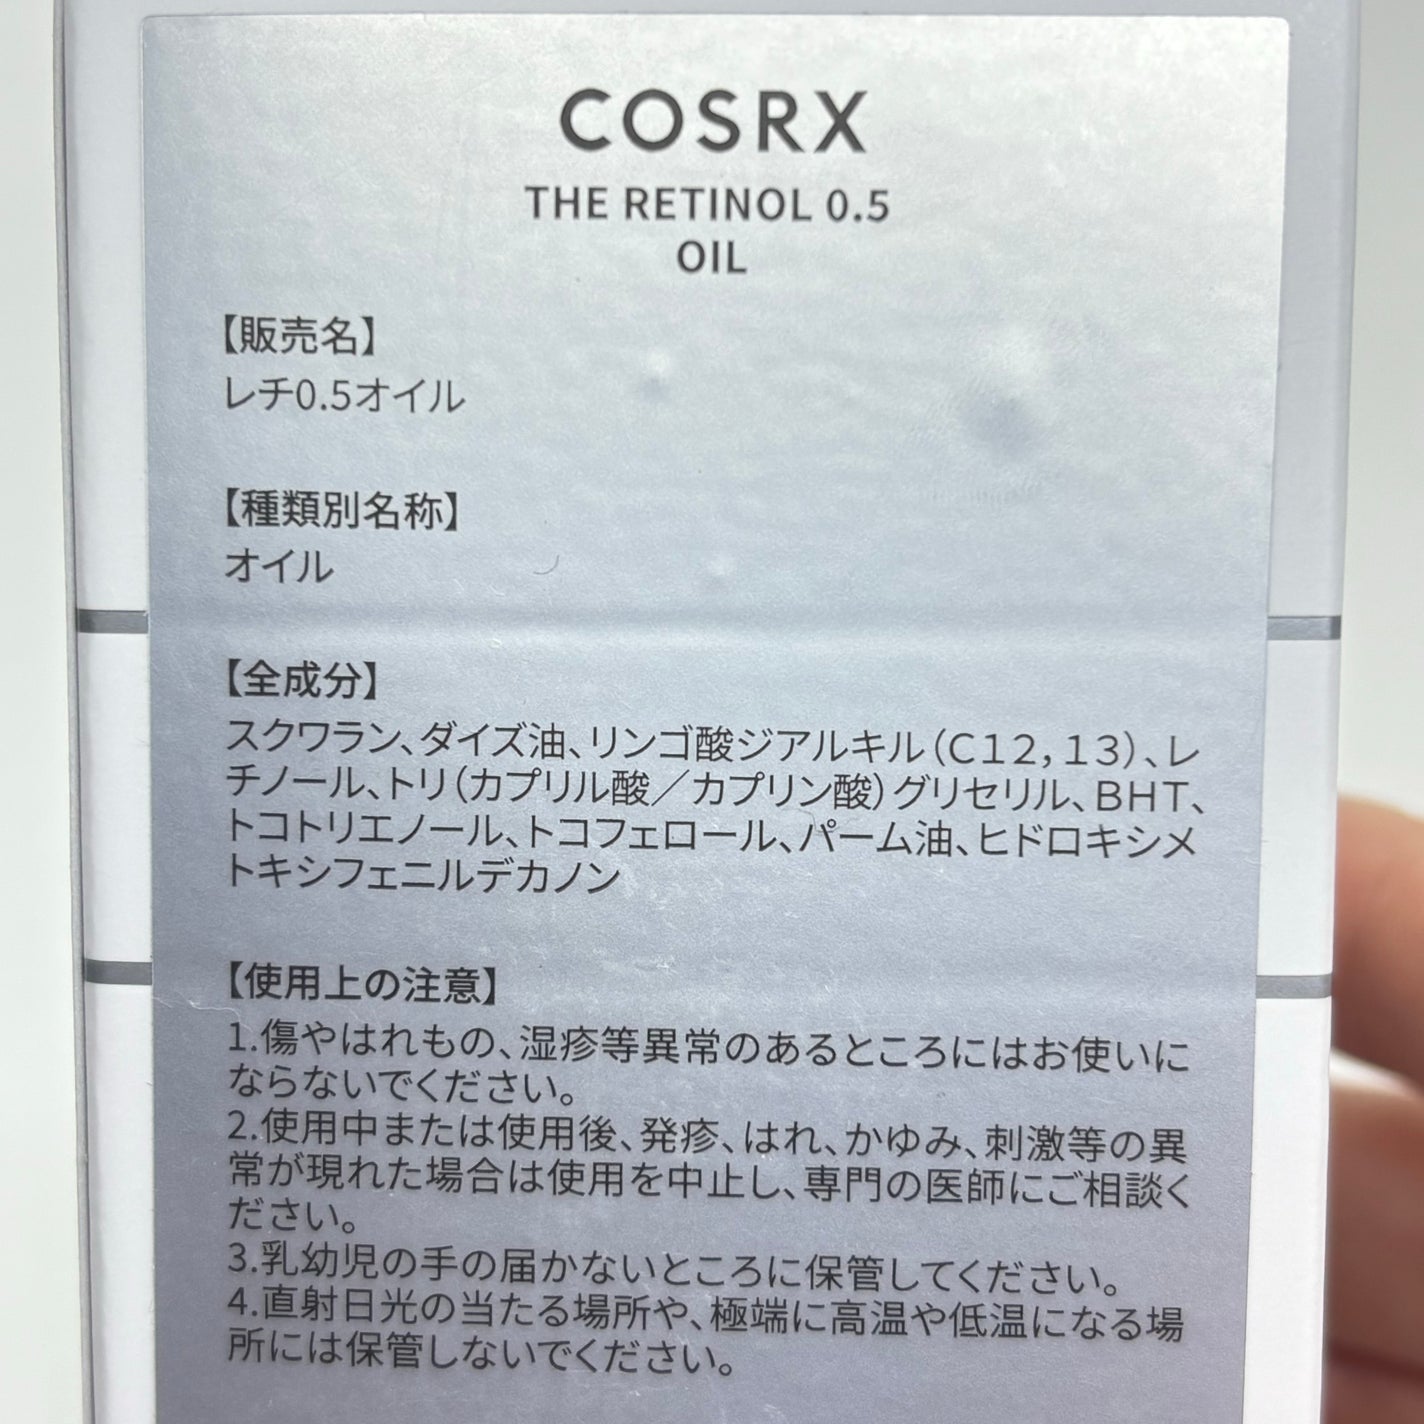 COSRX
THE RETINOL 0.5
OIL
【販売名】
レチ0.5オイル
【種類別名称】
オイル
【全成分】
スクワラン、ダイズ油、リンゴ酸ジアルキル（C12，13）、レ
チノール、トリ（カプリル酸／カプリン酸）グリセリル、BHT、
トコトリエノール、トコフェロール、パーム油、ヒドロキシメ
トキシフェニルデカノン
【使用上の注意】
1.傷やはれもの、湿疹等異常のあるところにはお使いに
ならないでください。
2.使用中または使用後、発疹、はれ、かゆみ、刺激等の異
常が現れた場合は使用を中止し、専門の医師にご相談く
ださい。
3.乳幼児の手の届かないところに保管してください。
4.直射日光の当たる場所や、極端に高温や低温になる場
所には保管しないでください。